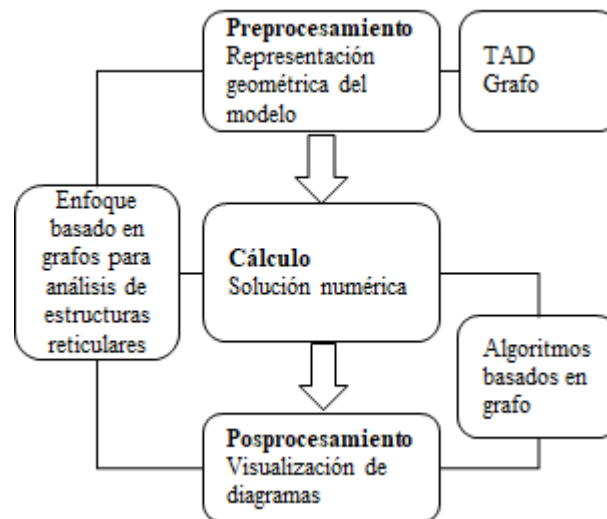 Preprocesamiento
Representación
geométrica del
modelo
TAD
Grafo
Enfoque
basado en
grafos para
análisis de
estructuras
reticulares
Cálculo
Solución numérica
Algoritmos
basados en
grafo
Posprocesamiento
Visualización de
diagramas